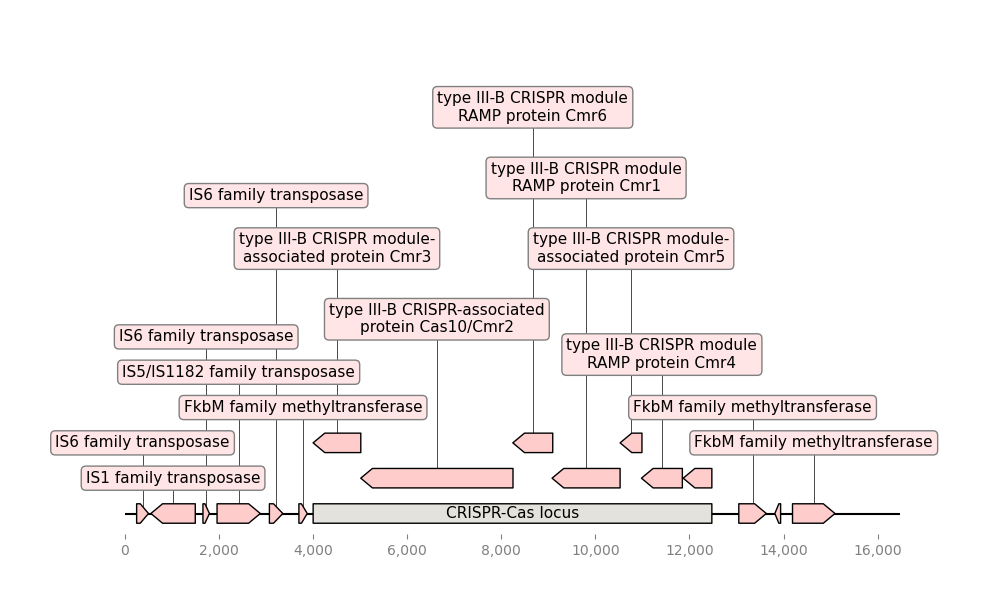 type III-B CRISPR module
RAMP protein Cmr6
type III-B CRISPR module
RAMP protein Cmr1
IS6 family transposase
type III-B CRISPR module-
associated protein Cmr3
type III-B CRISPR module-
associated protein Cmr5
type III-B CRISPR-associated
protein Cas10/Cmr2
IS6 family transposase
type III-B CRISPR module
RAMP protein Cmr4
IS5/IS1182 family transposase
FkbM family methyltransferase
FkbM family methyltransferase
IS6 family transposase
FkbM family methyltransferase
IS1 family transposase
CRISPR-Cas locus
0 2,000 4,000 6,000 8,000 10,000 12,000 14,000 16,000